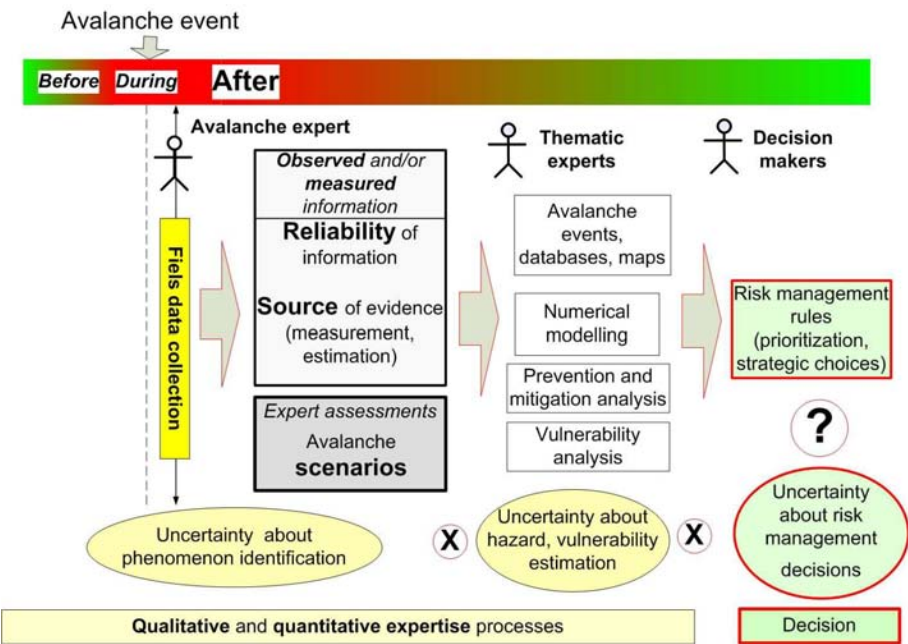 Avalanche event
Before
During
After
Avalanche expert
Fiels data collection
Observed and/or
measured
information
Reliability of
information
Source of evidence
(measurement,
estimation)
Expert assessments
Avalanche
scenarios
Thematic
experts
Avalanche
events,
databases, maps
Numerical
modelling
Prevention and
mitigation analysis
Vulnerability
analysis
Decision
makers
Risk management
rules
(prioritization,
strategic choices)
?
Uncertainty about
phenomenon identification
X
Uncertainty about
hazard, vulnerability
estimation
X
Uncertainty
about risk
management
decisions
Qualitative and quantitative expertise processes
Decision